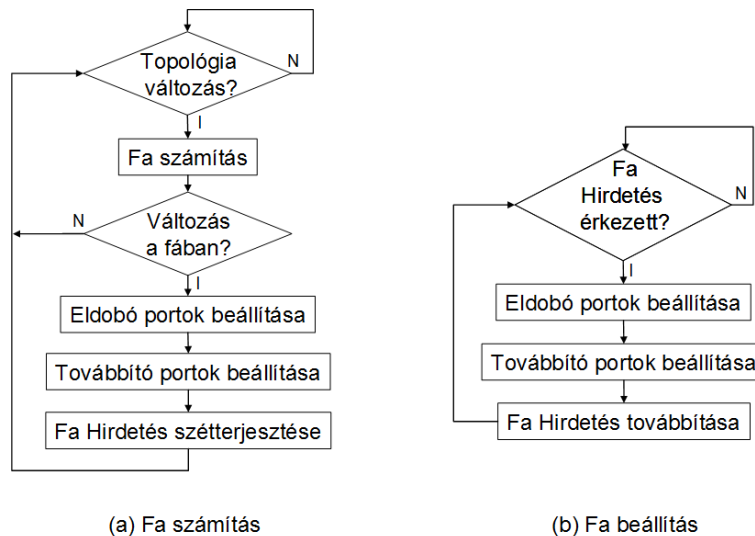 Topológia
változás?
N
I
Fa számítás
Változás
a fában?
N
I
Eldobó portok beállítása
Továbbító portok beállítása
Fa Hirdetés szétterjesztése
(a) Fa számítás
Fa
Hirdetés
érkezett?
N
I
Eldobó portok beállítása
Továbbító portok beállítása
Fa Hirdetés továbbítása
(b) Fa beállítás